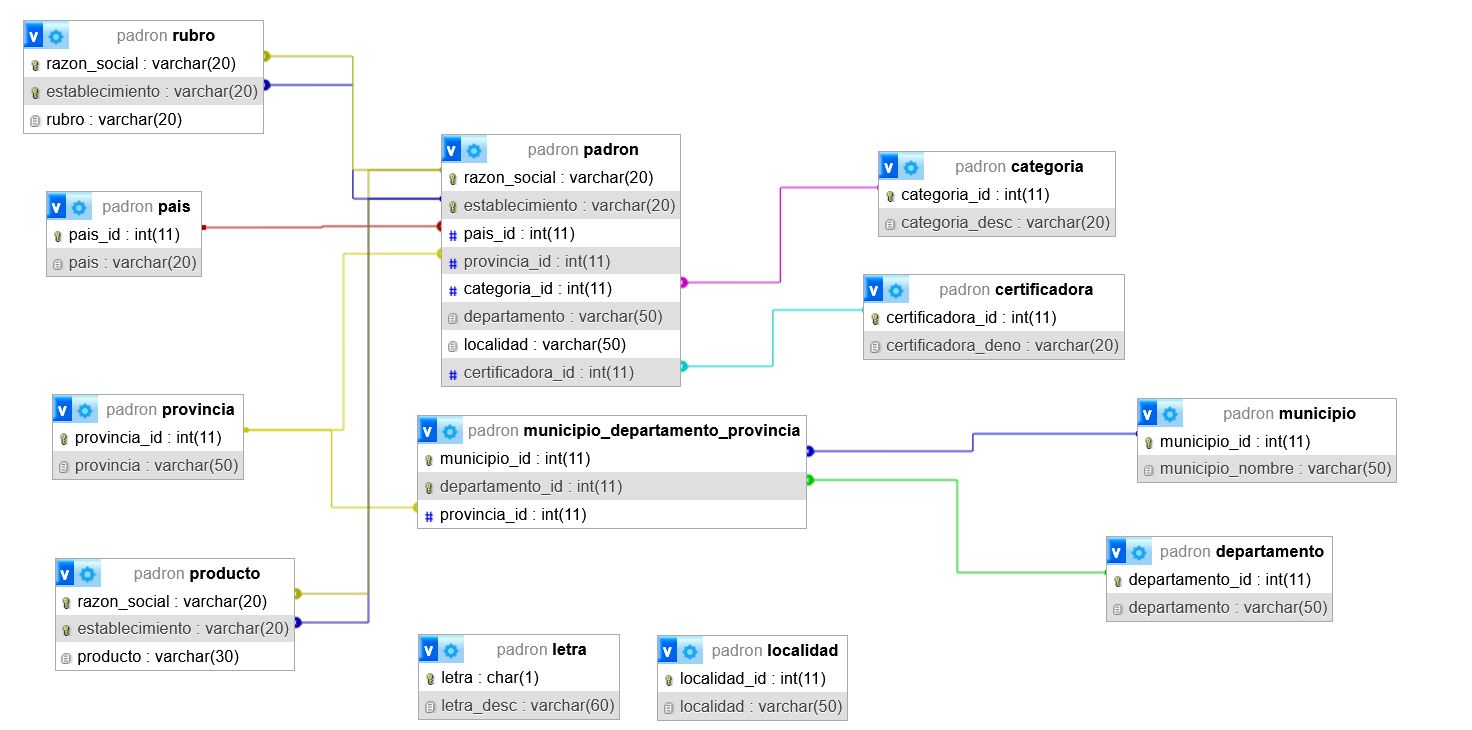 v padron rubro
razon_social : varchar(20)
establecimiento : varchar(20)
rubro : varchar(20)
v padron padron
razon_social : varchar(20)
establecimiento : varchar(20)
# pais_id : int(11)
# provincia_id : int(11)
# categoria_id : int(11)
departamento : varchar(50)
localidad : varchar(50)
# certificadora_id : int(11)
v padron categoria
categoria_id : int(11)
categoria_desc : varchar(20)
v padron pais
pais_id : int(11)
pais : varchar(20)
v padron certificadora
certificadora_id : int(11)
certificadora_deno : varchar(20)
v padron provincia
provincia_id : int(11)
provincia : varchar(50)
v padron municipio_departamento_provincia
municipio_id : int(11)
departamento_id : int(11)
# provincia_id : int(11)
v padron municipio
municipio_id : int(11)
municipio_nombre : varchar(50)
v padron departamento
departamento_id : int(11)
departamento : varchar(50)
v padron producto
razon_social : varchar(20)
establecimiento : varchar(20)
producto : varchar(30)
v padron letra
letra : char(1)
letra_desc : varchar(60)
v padron localidad
localidad_id : int(11)
localidad : varchar(50)